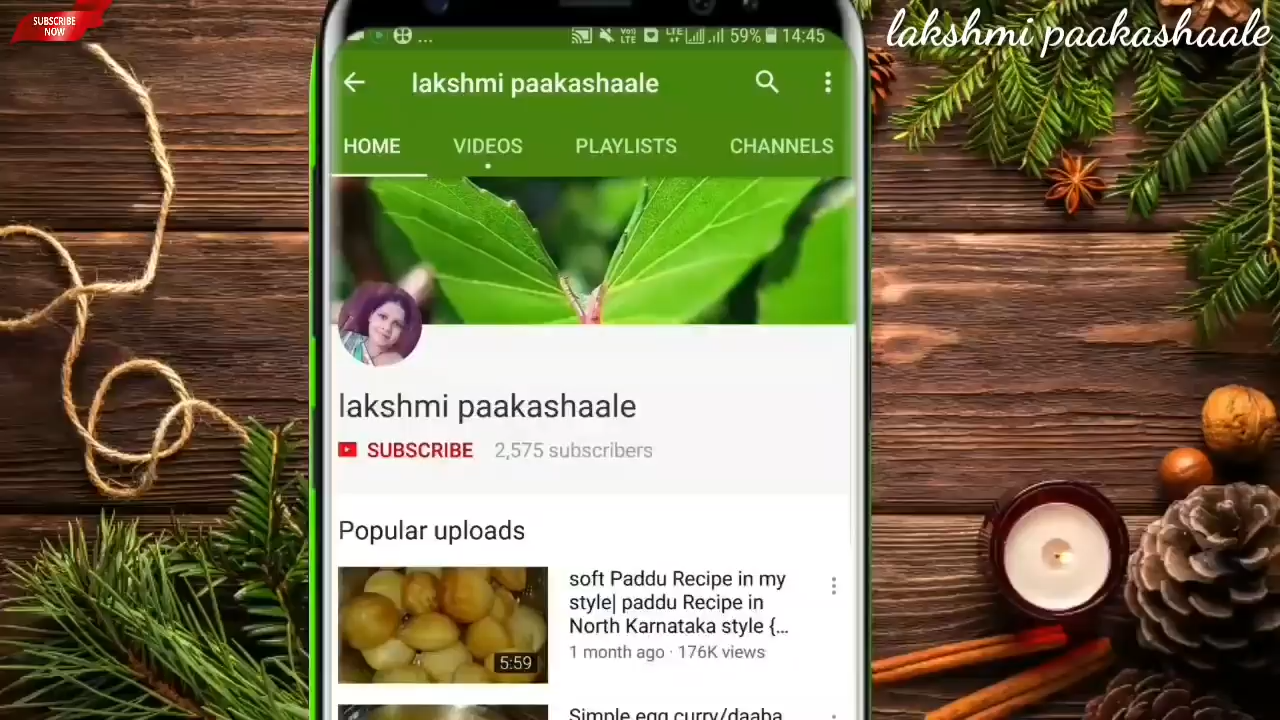 SUBSCRIBE
NOW
lakshmi paakashaale
... 59% 14:45
lakshmi paakashaale
HOME VIDEOS PLAYLISTS CHANNELS
lakshmi paakashaale
SUBSCRIBE 2,575 subscribers
Popular uploads
soft Paddu Recipe in my
style| paddu Recipe in
North Karnataka style {...
1 month ago · 176K views
5:59
Simple egg curry/daaba